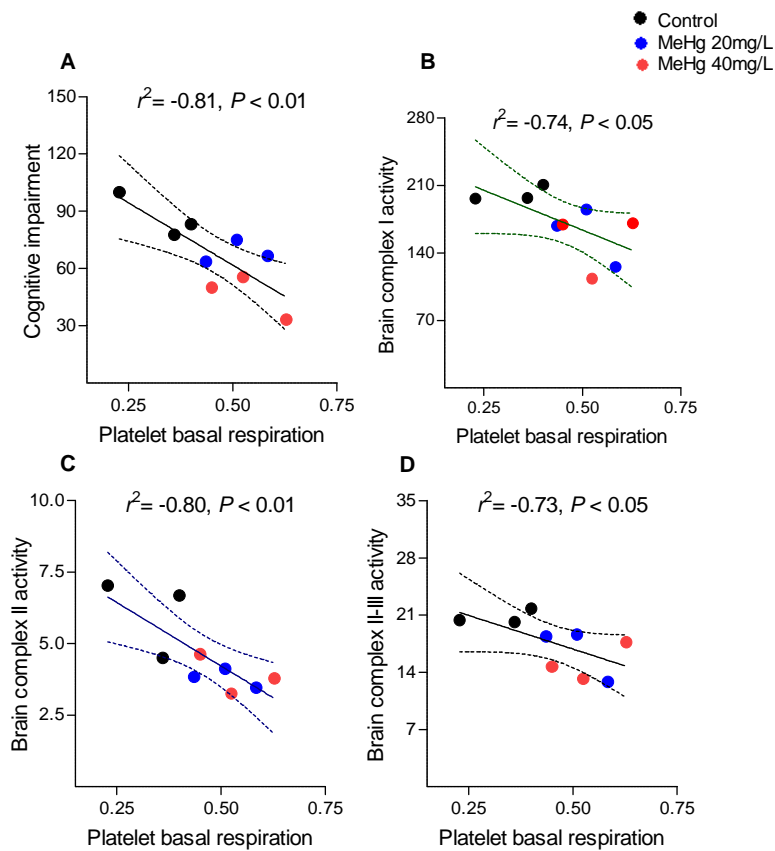 Control
MeHg 20mg/L
MeHg 40mg/L
A
r2= -0.81, P < 0.01
150
120
90
60
30
Cognitive impairment
0.25 0.50 0.75
Platelet basal respiration
B
r2= -0.74, P < 0.05
280
210
140
70
Brain complex I activity
0.25 0.50 0.75
Platelet basal respiration
C
r2= -0.80, P < 0.01
10.0
7.5
5.0
2.5
Brain complex II activity
0.25 0.50 0.75
Platelet basal respiration
D
r2= -0.73, P < 0.05
35
28
21
14
7
Brain complex II-III activity
0.25 0.50 0.75
Platelet basal respiration